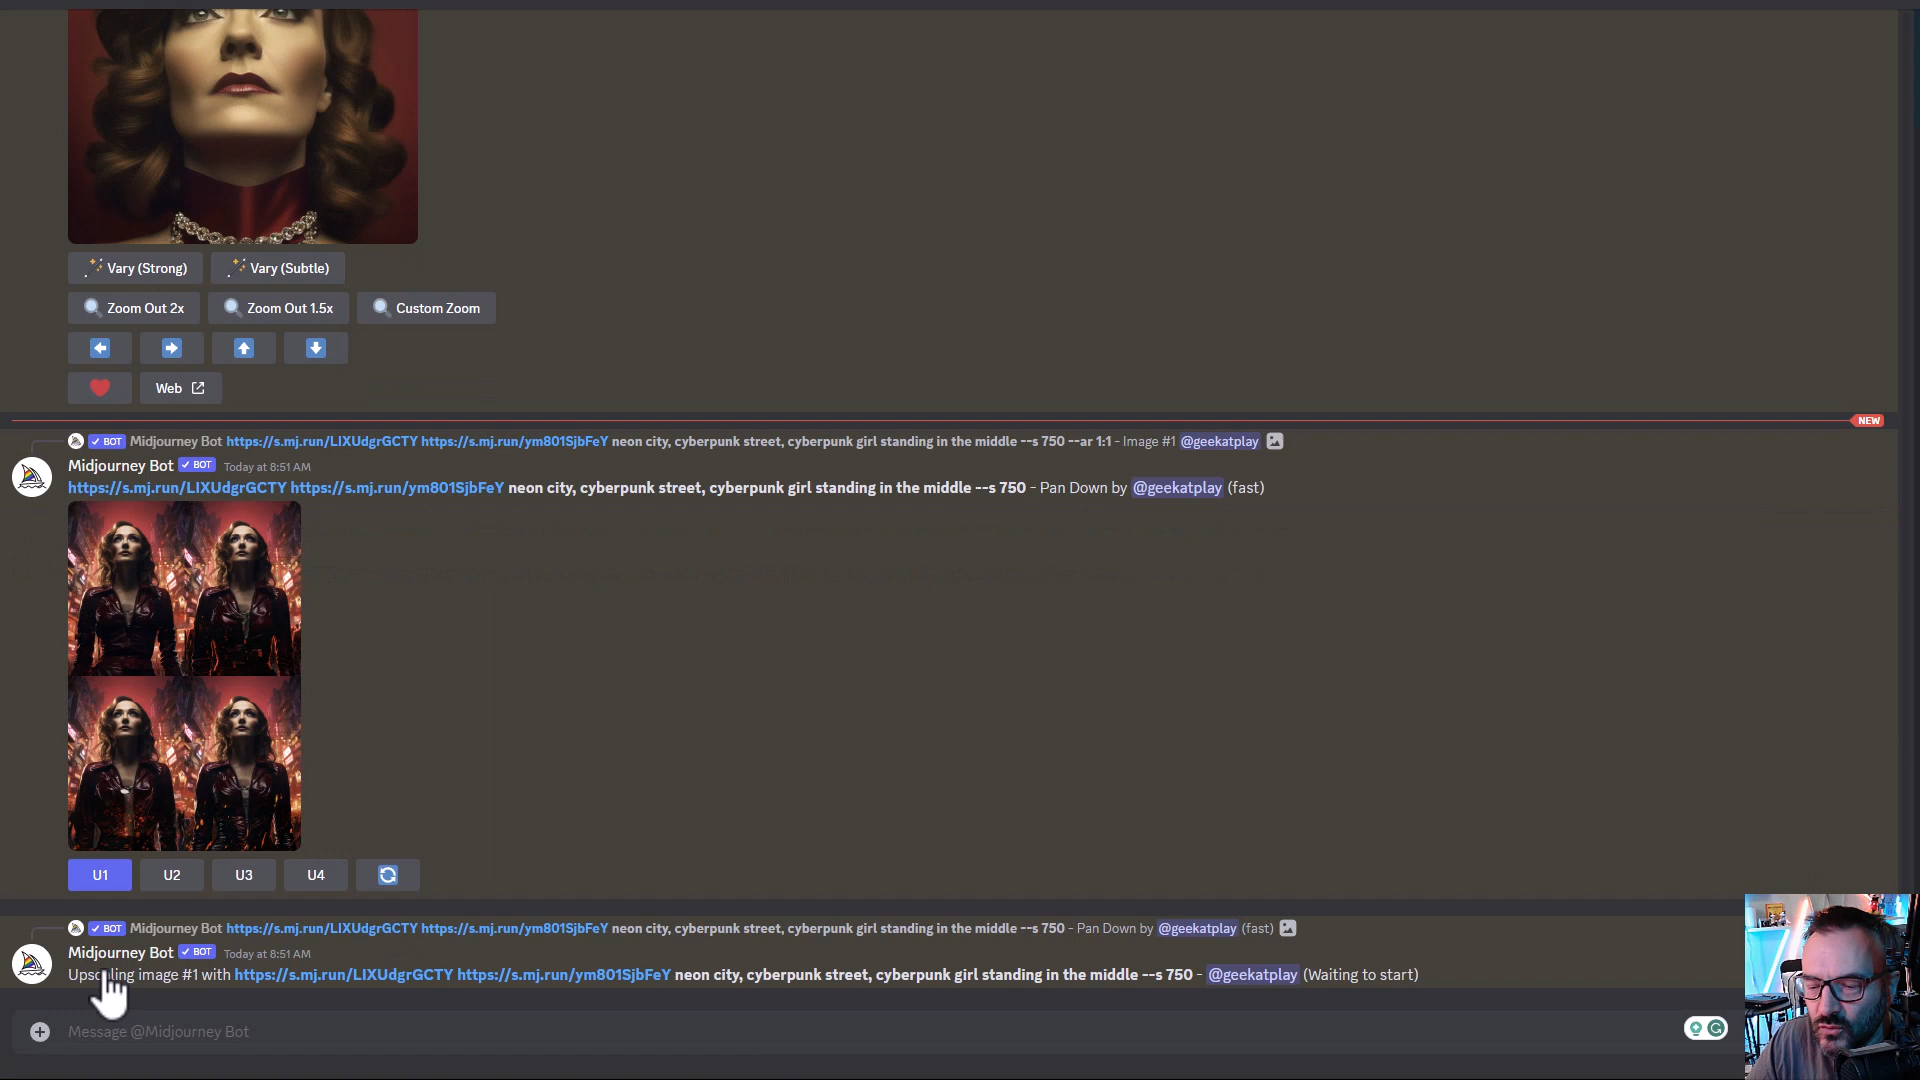 Vary (Strong) Vary (Subtle)
Zoom Out 2x Zoom Out 1.5x Custom Zoom
Web
NEW
BOT Midjourney Bot https://s.mj.run/LIXUdgrGCTY https://s.mj.run/ym801SjbFeY neon city, cyberpunk street, cyberpunk girl standing in the middle --s 750 --ar 1:1 - Image #1 @geekatplay
Midjourney Bot BOT Today at 8:51 AM
https://s.mj.run/LIXUdgrGCTY https://s.mj.run/ym801SjbFeY neon city, cyberpunk street, cyberpunk girl standing in the middle --s 750 - Pan Down by @geekatplay (fast)
U1 U2 U3 U4
BOT Midjourney Bot https://s.mj.run/LIXUdgrGCTY https://s.mj.run/ym801SjbFeY neon city, cyberpunk street, cyberpunk girl standing in the middle --s 750 - Pan Down by @geekatplay (fast)
Midjourney Bot BOT Today at 8:51 AM
Upscaling image #1 with https://s.mj.run/LIXUdgrGCTY https://s.mj.run/ym801SjbFeY neon city, cyberpunk street, cyberpunk girl standing in the middle --s 750 - @geekatplay (Waiting to start)
Message @Midjourney Bot